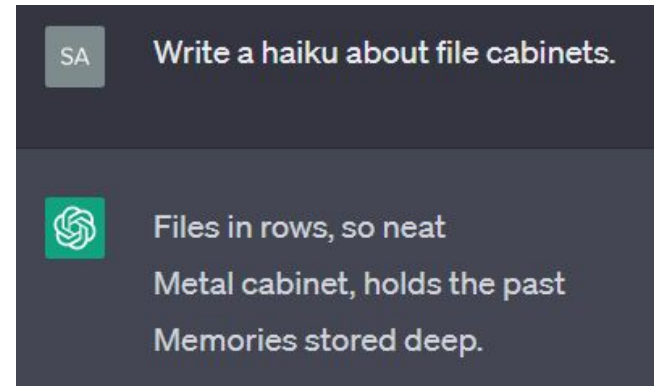 SA
Write a haiku about file cabinets.
Files in rows, so neat
Metal cabinet, holds the past
Memories stored deep.